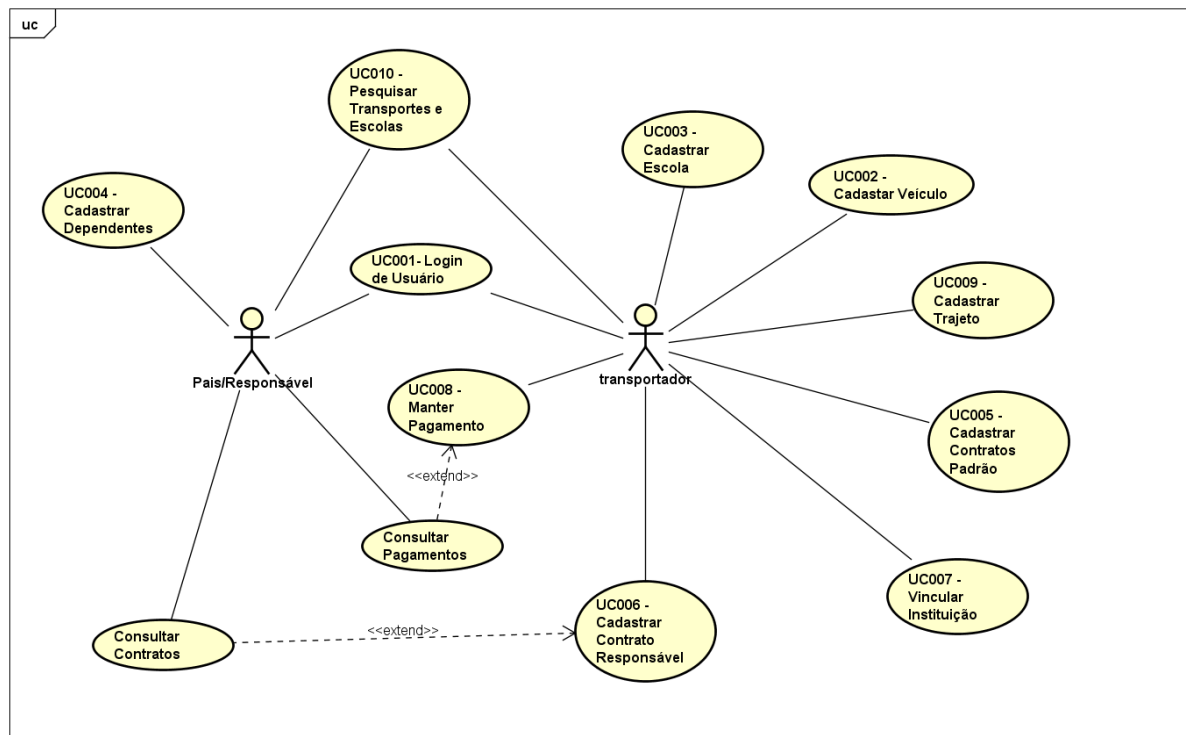 uc
UC010 -
Pesquisar
Transportes e
Escolas
UC003 -
Cadastrar
Escola
UC002 -
Cadastar Veículo
UC004 -
Cadastrar
Dependentes
UC001- Login
de Usuário
UC009 -
Cadastrar
Trajeto
Pais/Responsável
transportador
UC008 -
Manter
Pagamento
UC005 -
Cadastrar
Contratos
Padrão
<<extend>>
Consultar
Pagamentos
UC007 -
Vincular
Instituição
UC006 -
Cadastrar
Contrato
Responsável
<<extend>>
Consultar
Contratos